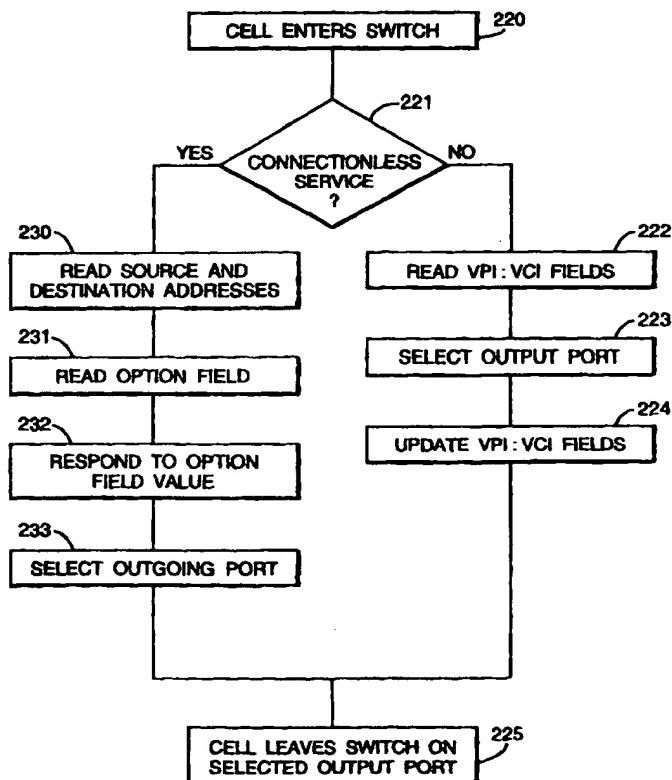 CELL ENTERS SWITCH
220
221
YES
CONNECTIONLESS
SERVICE
?
NO
230
READ SOURCE AND
DESTINATION ADDRESSES
231
READ OPTION FIELD
232
RESPOND TO OPTION
FIELD VALUE
233
SELECT OUTGOING PORT
222
READ VPI:VCI FIELDS
223
SELECT OUTPUT PORT
224
UPDATE VPI:VCI FIELDS
CELL LEAVES SWITCH ON
SELECTED OUTPUT PORT
225